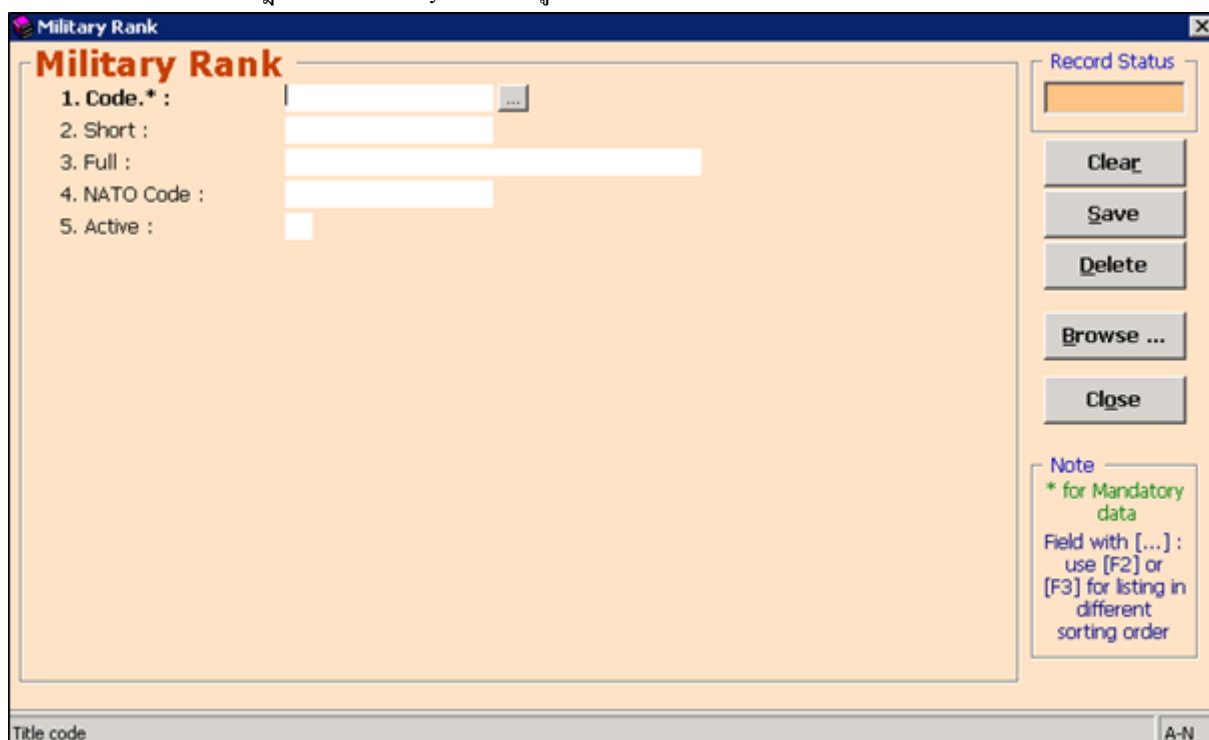 Military Rank
Military Rank
1. Code.* :
...
2. Short :
3. Full :
4. NATO Code :
5. Active :
Record Status
Clear
Save
Delete
Browse ...
Close
Note
* for Mandatory
data
Field with [...] :
use [F2] or
[F3] for listing in
different
sorting order
Title code
A-N